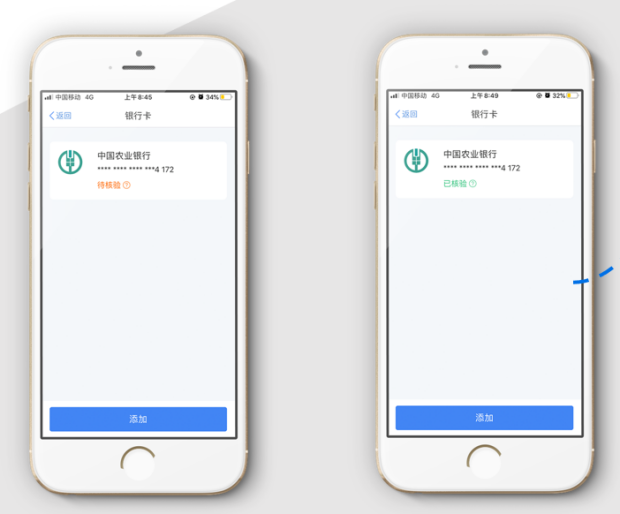 中国移动 4G 上午8:45 34%
返回 银行卡
中国农业银行
**** **** **** ***4 172
待核验
添加
中国移动 4G 上午8:49 32%
返回 银行卡
中国农业银行
**** **** **** ***4 172
已核验
添加